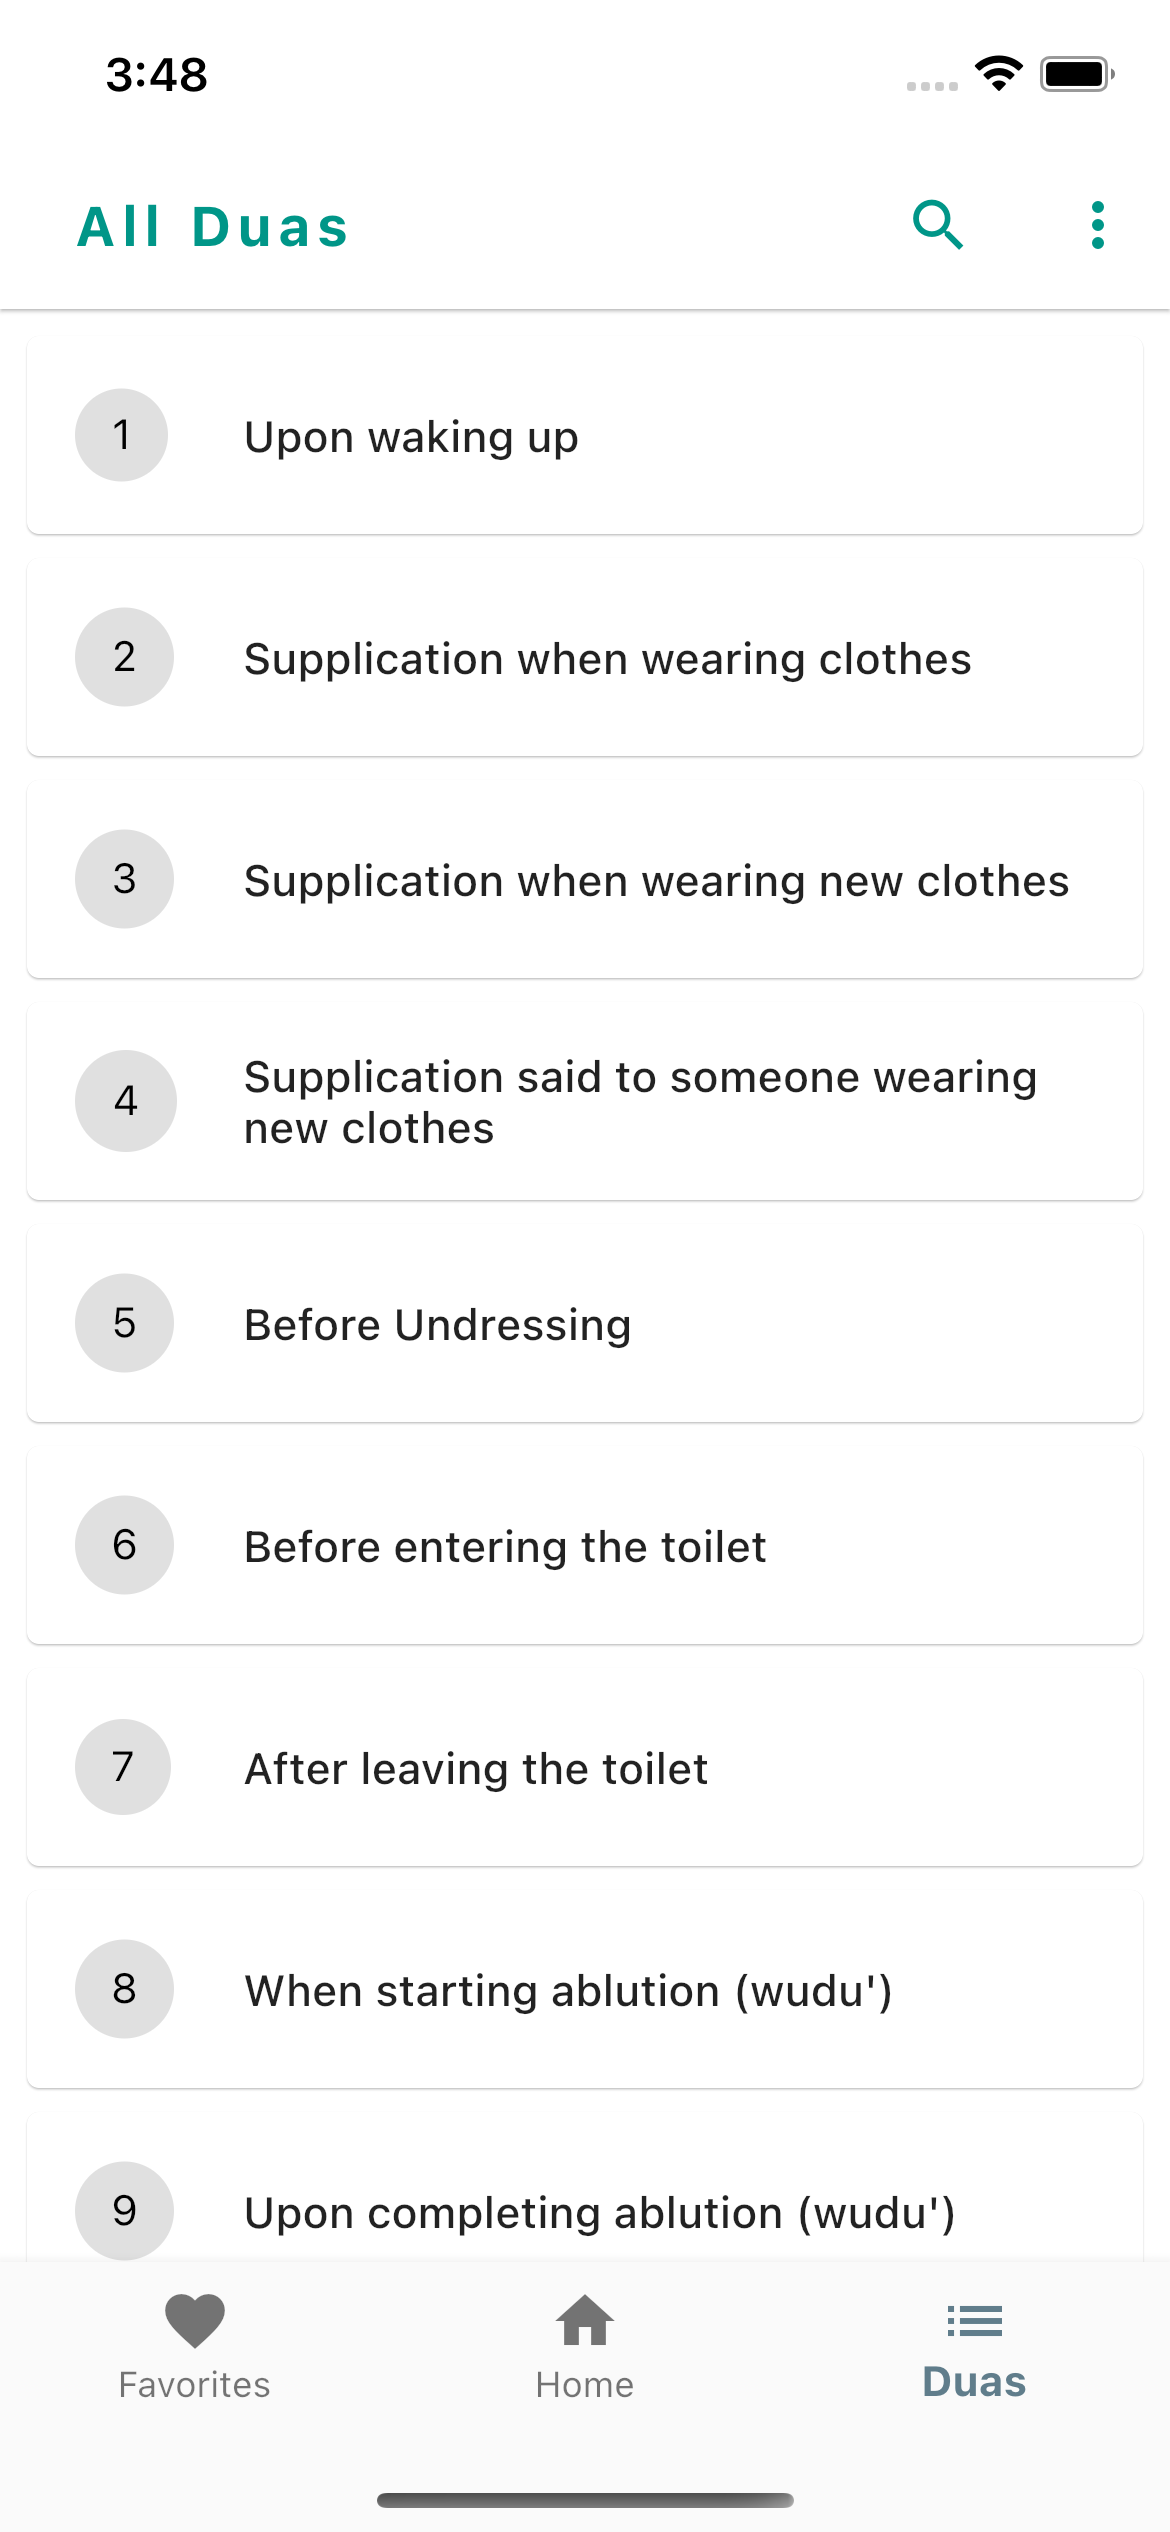 3:48
All Duas
1
Upon waking up
2
Supplication when wearing clothes
3
Supplication when wearing new clothes
4
Supplication said to someone wearing
new clothes
5
Before Undressing
6
Before entering the toilet
7
After leaving the toilet
8
When starting ablution (wudu')
9
Upon completing ablution (wudu')
Favorites
Home
Duas